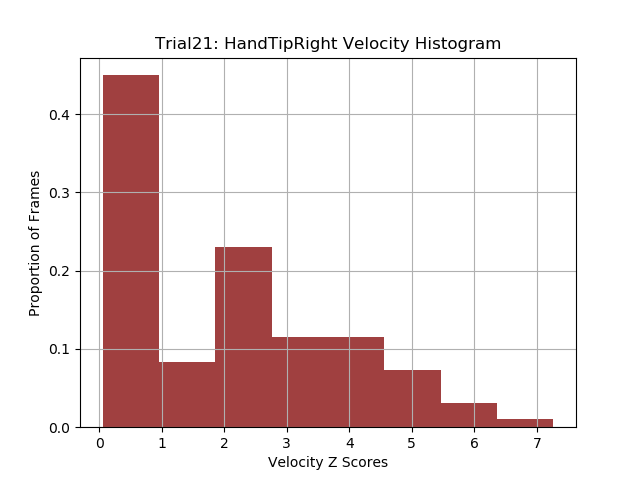 Trial21: HandTipRight Velocity Histogram
Proportion of Frames
0.4
0.3
0.2
0.1
0.0
0 1 2 3 4 5 6 7
Velocity Z Scores